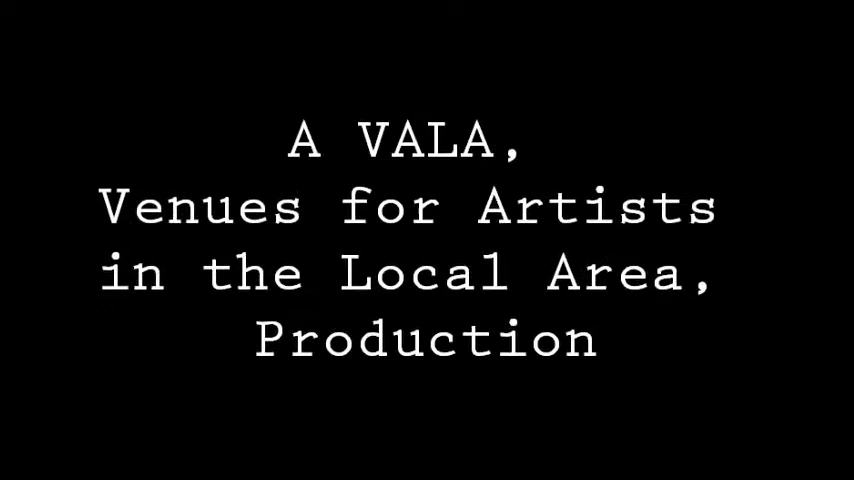 A VALA,
Venues for Artists
in the Local Area,
Production